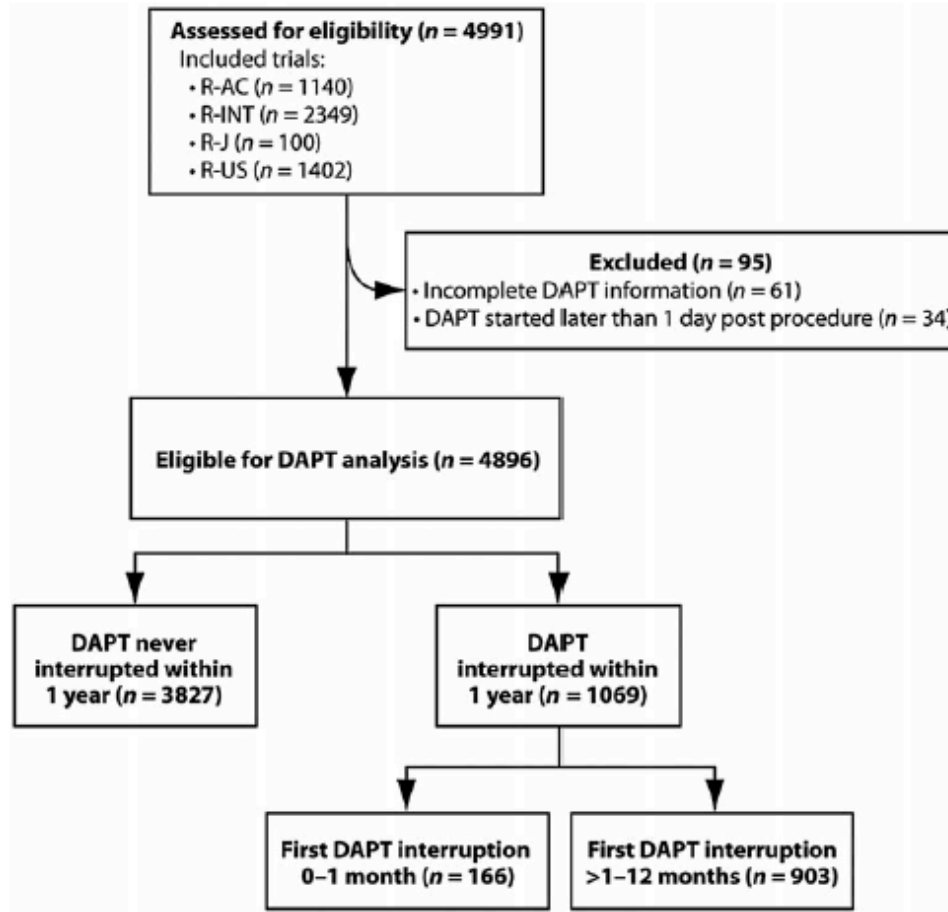 Assessed for eligibility (n = 4991)
Included trials:
• R-AC (n = 1140)
• R-INT (n = 2349)
• R-J (n = 100)
• R-US (n = 1402)
Excluded (n = 95)
• Incomplete DAPT information (n = 61)
• DAPT started later than 1 day post procedure (n = 34)
Eligible for DAPT analysis (n = 4896)
DAPT never
interrupted within
1 year (n = 3827)
DAPT
interrupted within
1 year (n = 1069)
First DAPT interruption
0–1 month (n = 166)
First DAPT interruption
>1–12 months (n = 903)